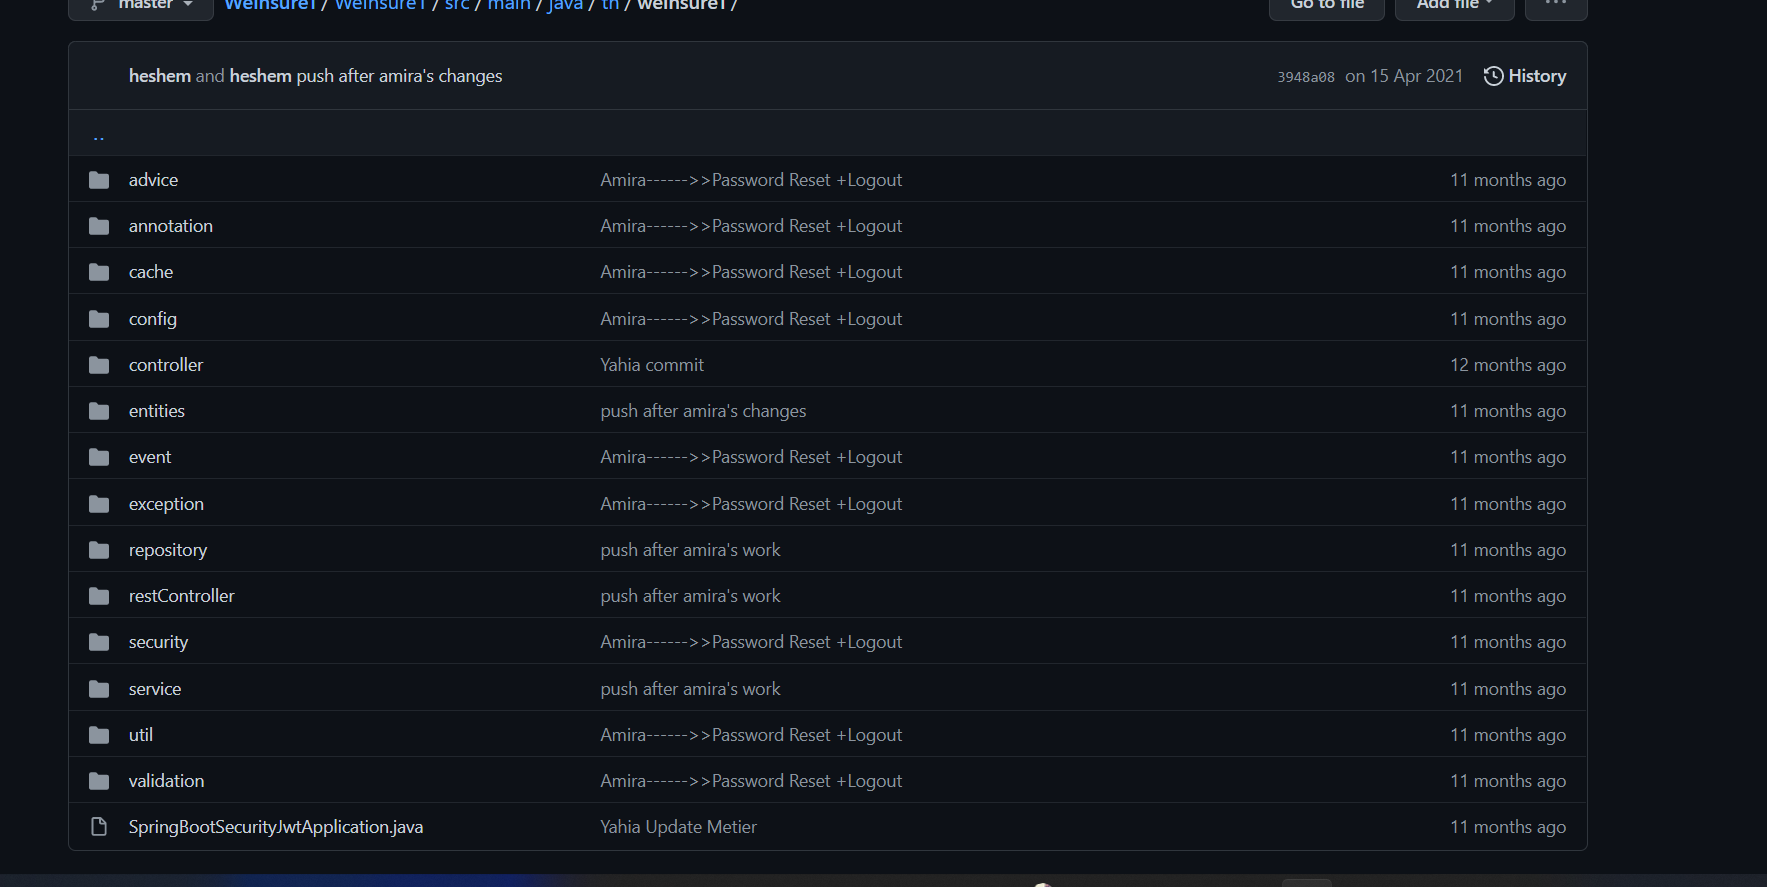 master WeInsure1 / WeInsure1 / src / main / java / tn / weinsure1 / Go to file Add file ...
heshem and heshem push after amira's changes 3948a08 on 15 Apr 2021 History
..
advice Amira------>>Password Reset +Logout 11 months ago
annotation Amira------>>Password Reset +Logout 11 months ago
cache Amira------>>Password Reset +Logout 11 months ago
config Amira------>>Password Reset +Logout 11 months ago
controller Yahia commit 12 months ago
entities push after amira's changes 11 months ago
event Amira------>>Password Reset +Logout 11 months ago
exception Amira------>>Password Reset +Logout 11 months ago
repository push after amira's work 11 months ago
restController push after amira's work 11 months ago
security Amira------>>Password Reset +Logout 11 months ago
service push after amira's work 11 months ago
util Amira------>>Password Reset +Logout 11 months ago
validation Amira------>>Password Reset +Logout 11 months ago
SpringBootSecurityJwtApplication.java Yahia Update Metier 11 months ago